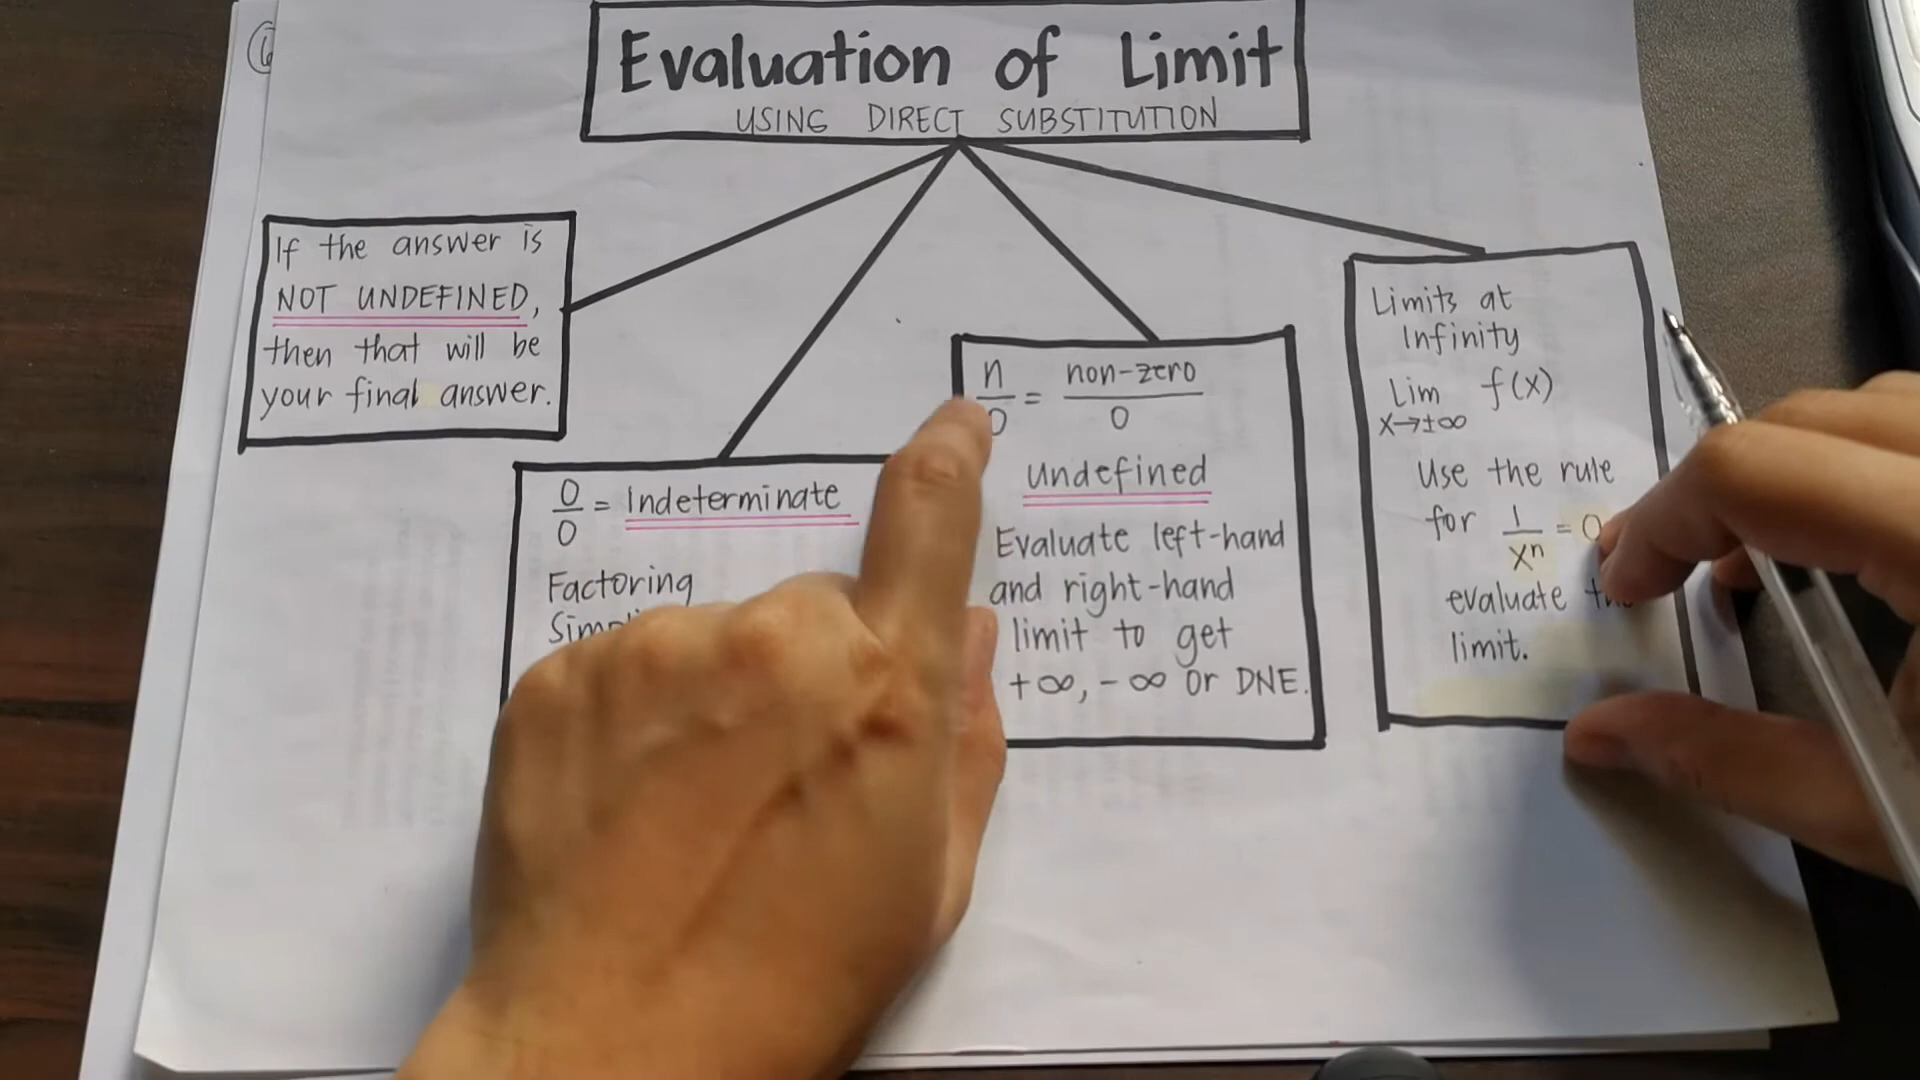 Evaluation of Limit
USING DIRECT SUBSTITUTION
If the answer is
NOT UNDEFINED,
then that will be
your final answer.
0/0 = Indeterminate
Factoring
n/0 = non-zero/0
Undefined
Evaluate left-hand
and right-hand
limit to get
+∞, -∞ or DNE.
Limits at
Infinity
Lim f(x)
x→±∞
Use the rule
for 1/xⁿ = 0
evaluate
limit.